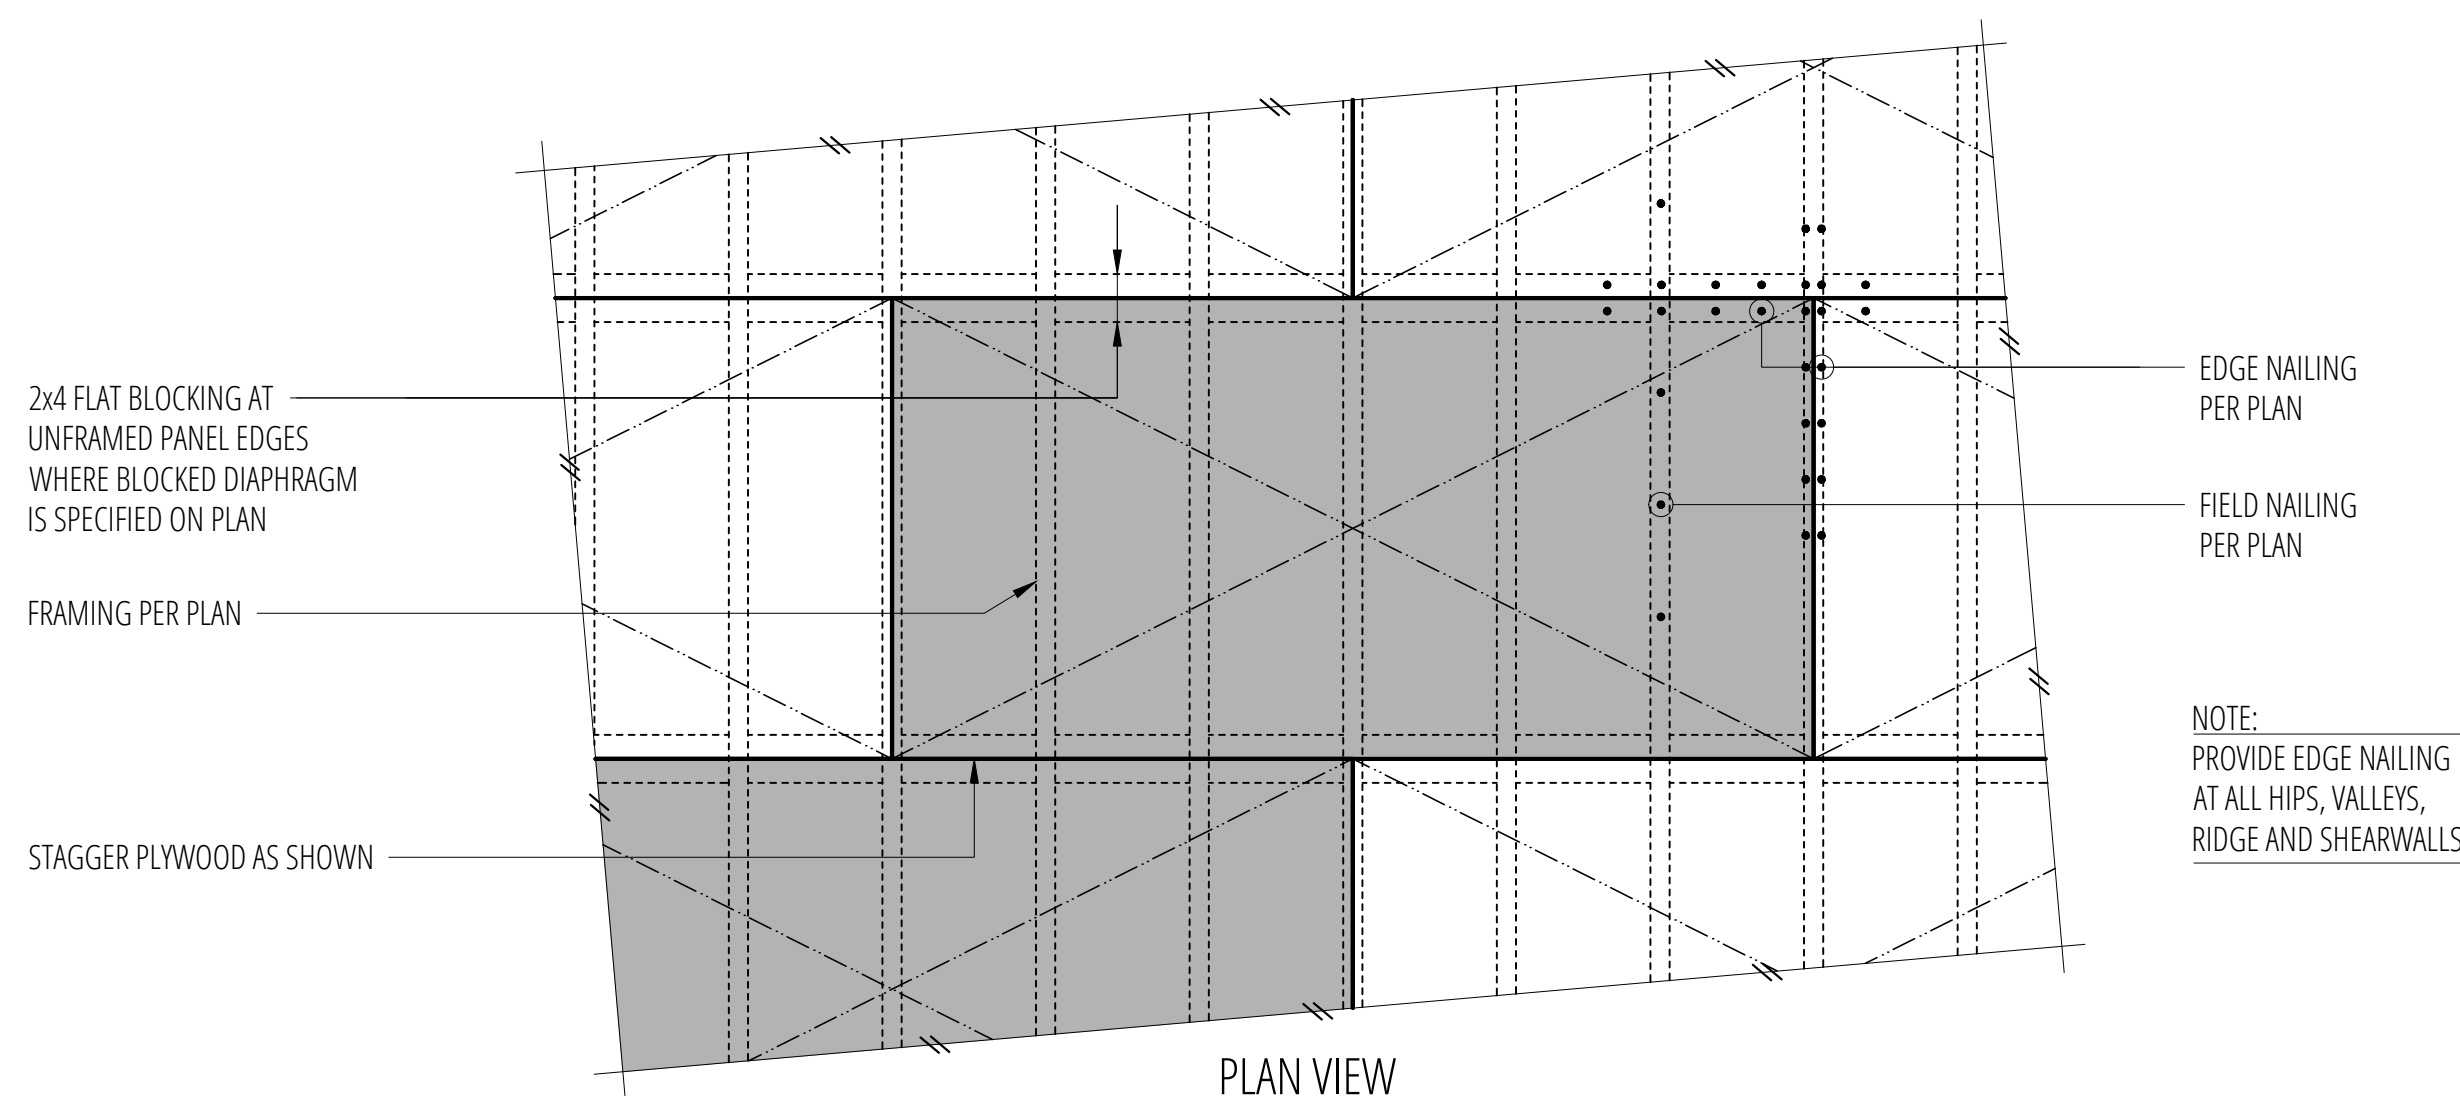 2x4 FLAT BLOCKING AT
UNFRAMED PANEL EDGES
WHERE BLOCKED DIAPHRAGM
IS SPECIFIED ON PLAN
FRAMING PER PLAN
STAGGER PLYWOOD AS SHOWN
EDGE NAILING
PER PLAN
FIELD NAILING
PER PLAN
NOTE:
PROVIDE EDGE NAILING
AT ALL HIPS, VALLEYS,
RIDGE AND SHEARWALLS
PLAN VIEW